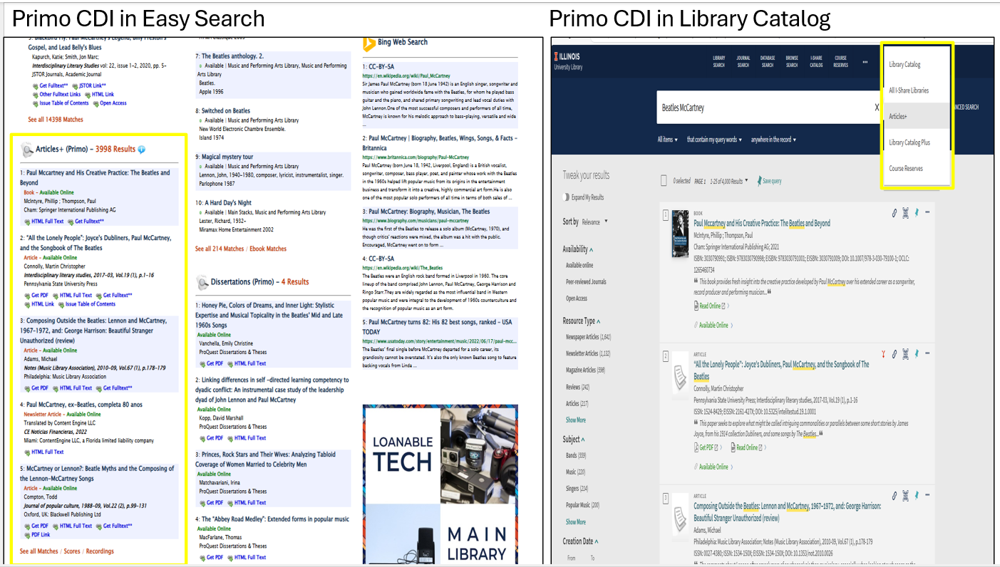 Primo CDI in Easy Search
Primo CDI in Library Catalog
Gospel, and Lead Belly's Blues
Kapurch, Katie; Smith, Jon Marc;
Interdisciplinary Literary Studies vol: 22, issue 1-2, 2020, pp. 5-
JSTOR Journals, Academic Journal
Get Fulltext** JSTOR Link**
Other Fulltext Links HTML Link
Issue Table of Contents Open Access
See all 14398 Matches
Articles+ (Primo) - 3998 Results
1: Paul Mccartney and His Creative Practice: The Beatles and
Beyond
Book - Available Online
McIntyre, Phillip ; Thompson, Paul
Cham: Springer International Publishing AG
HTML Full Text Get Fulltext**
2: "All the Lonely People": Joyce's Dubliners, Paul McCartney,
and the Songbook of The Beatles
Article - Available Online
Connolly, Martin Christopher
Interdisciplinary literary studies, 2017-03, Vol.19 (1), p.1-16
Pennsylvania State University Press
Get PDF HTML Full Text Get Fulltext**
HTML Link Issue Table of Contents
3: Composing Outside the Beatles: Lennon and McCartney,
1967-1972, and: George Harrison: Beautiful Stranger
Unauthorized (review)
Article - Available Online
Adams, Michael
Notes (Music Library Association), 2010-09, Vol.67 (1), p.178-179
Philadelphia: Music Library Association
Get PDF HTML Full Text Get Fulltext**
4: Paul McCartney, ex-Beatles, completa 80 anos
Newsletter Article - Available Online
Translated by Content Engine LLC
CE Noticias Financieras, 2022
Miami: ContentEngine LLC, a Florida limited liability company
HTML Full Text
5: McCartney or Lennon?: Beatle Myths and the Composing of
the Lennon-McCartney Songs
Article - Available Online
Compton, Todd
Journal of popular culture, 1988-09, Vol.22 (2), p.99-131
Oxford, UK: Blackwell Publishing Ltd
Get PDF HTML Full Text Get Fulltext**
PDF Link
See all Matches / Scores / Recordings
7: The Beatles anthology. 2.
Available | Music and Performing Arts Library, Music and Performing
Arts Library
Beatles.
Apple 1996
8: Switched on Beatles
Available | Music and Performing Arts Library
New World Electronic Chamber Ensemble.
Island 1974
9: Magical mystery tour
Available | Music and Performing Arts Library
Lennon, John, 1940-1980, composer, lyricist, instrumentalist, singer.
Parlophone 1987
10: A Hard Day's Night
Available | Main Stacks, Music and Performing Arts Library
Lester, Richard, 1932-
Miramax Home Entertainment 2002
See all 214 Matches / Ebook Matches
Dissertations (Primo) - 4 Results
1: Honey Pie, Colors of Dreams, and Inner Light: Stylistic
Expertise and Musical Topicality in the Beatles' Mid and Late
1960s Songs
Available Online
Vanchella, Emily Christine
ProQuest Dissertations & Theses
Get PDF HTML Full Text
2: Linking differences in self -directed learning competency to
dyadic conflict: An instrumental case study of the leadership
dyad of John Lennon and Paul McCartney
Available Online
Kopp, David Marshall
ProQuest Dissertations & Theses
Get PDF HTML Full Text
3: Princes, Rock Stars and Their Wives: Analyzing Tabloid
Coverage of Women Married to Celebrity Men
Available Online
Matchavariani, Irina
ProQuest Dissertations & Theses
Get PDF HTML Full Text
4: The "Abbey Road Medley": Extended forms in popular music
Available Online
MacFarlane, Thomas
ProQuest Dissertations & Theses
Get PDF HTML Full Text
Bing Web Search
1: CC-BY-SA
https://en.wikipedia.org/wiki/Paul_McCartney
Sir James Paul McCartney (born 18 June 1942) is an English singer, songwriter and
musician who gained worldwide fame with the Beatles, for whom he played bass
guitar and the piano, and shared primary songwriting and lead vocal duties with
John Lennon.One of the most successful composers and performers of all time,
McCartney is known for his melodic approach to bass-playing, versatile and wide
...
2: Paul McCartney | Biography, Beatles, Wings, Songs, & Facts -
Britannica
https://www.britannica.com/biography/Paul-McCartney
Paul McCartney (born June 18, 1942, Liverpool, England) is a British vocalist,
songwriter, composer, bass player, poet, and painter whose work with the Beatles
in the 1960s helped lift popular music from its origins in the entertainment
business and transform it into a creative, highly commercial art form.He is also
one of the most popular solo performers of all time in terms of both sales of ...
3: Paul McCartney: Biography, Musician, The Beatles
https://www.biography.com/musicians/paul-mccartney
He was the first of the Beatles to release a solo album (McCartney, 1970), and
though critics' reactions were mixed, the album was a hit with the public.
Encouraged, McCartney went on to form ...
4: CC-BY-SA
https://en.wikipedia.org/wiki/The_Beatles
The Beatles were an English rock band formed in Liverpool in 1960. The core
lineup of the band comprised John Lennon, Paul McCartney, George Harrison and
Ringo Starr.They are widely regarded as the most influential band in Western
popular music and were integral to the development of 1960s counterculture and
the recognition of popular music as an art form.
5: Paul McCartney turns 82: His 82 best songs, ranked - USA
TODAY
https://www.usatoday.com/story/entertainment/music/2022/06/17/paul-mcc...
The Beatles' final single before McCartney departed for a solo career, its
grandiosity cannot be overstated. It's also the only known Beatles song to feature
backing vocals from Linda ...
LOANABLE
TECH
MAIN
LIBRARY
ILLINOIS
University Library
LIBRARY SEARCH
JOURNAL SEARCH
DATABASE SEARCH
BROWSE SEARCH
I-SHARE CATALOG
COURSE RESERVES
...
Library Catalog
All I-Share Libraries
Articles+
Library Catalog Plus
Course Reserves
Beatles McCartney
X
NCED SEARCH
All items that contain my query words anywhere in the record
Tweak your results
Expand My Results
Sort by Relevance
Availability
Available online
Peer-reviewed Journals
Open Access
Resource Type
Newspaper Articles (1,641)
Newsletter Articles (1,132)
Magazine Articles (598)
Reviews (242)
Articles (217)
Show More
Subject
Bands (559)
Music (220)
Singers (214)
Popular Music (200)
Show More
Creation Date
From To
0 selected PAGE 1 1-25 of 4,000 Results Save query
1
BOOK
Paul Mccartney and His Creative Practice: The Beatles and Beyond
McIntyre, Phillip ; Thompson, Paul
Cham: Springer International Publishing AG; 2021
ISBN: 3030790991; ISBN: 9783030790998; EISBN: 9783030791001; EISBN: 3030791009; DOI: 10.1007/978-3-030-79100-1; OCLC:
1265460734
" This book provides fresh insight into the creative practice developed by Paul McCartney over his extended career as a songwriter,
record producer and performing musician..."
Read Online
Available Online
2
ARTICLE
"All the Lonely People": Joyce's Dubliners, Paul McCartney, and the Songbook of The
Beatles
Connolly, Martin Christopher
Pennsylvania State University Press; Interdisciplinary literary studies, 2017-03, Vol.19 (1), p.1-16
ISSN: 1524-8429; EISSN: 2161-427X; DOI: 10.5325/intelitestud.19.1.0001
" This paper seeks to explore what might be called intriguing commonalities or parallels between some short stories by James
Joyce, from his 1914 collection Dubliners, and some songs by The Beatles..."
Get PDF Read Online
Available Online
3
ARTICLE
Composing Outside the Beatles: Lennon and McCartney, 1967-1972, and: George Harrison:
Beautiful Stranger Unauthorized (review)
Adams, Michael
Philadelphia: Music Library Association; Notes (Music Library Association), 2010-09, Vol.67 (1), p.178-179
ISSN: 0027-4380; ISSN: 1534-150X; EISSN: 1534-150X; DOI: 10.1353/not.2010.0026